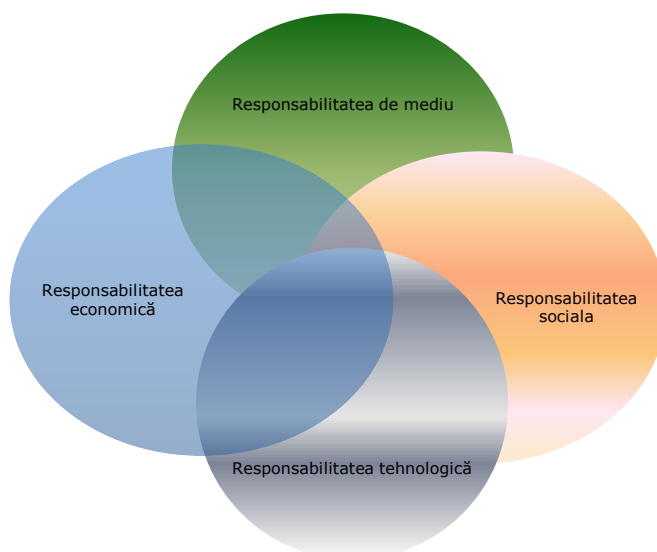 Responsabilitatea de mediu
Responsabilitatea
economică
Responsabilitatea
sociala
Responsabilitatea tehnologică